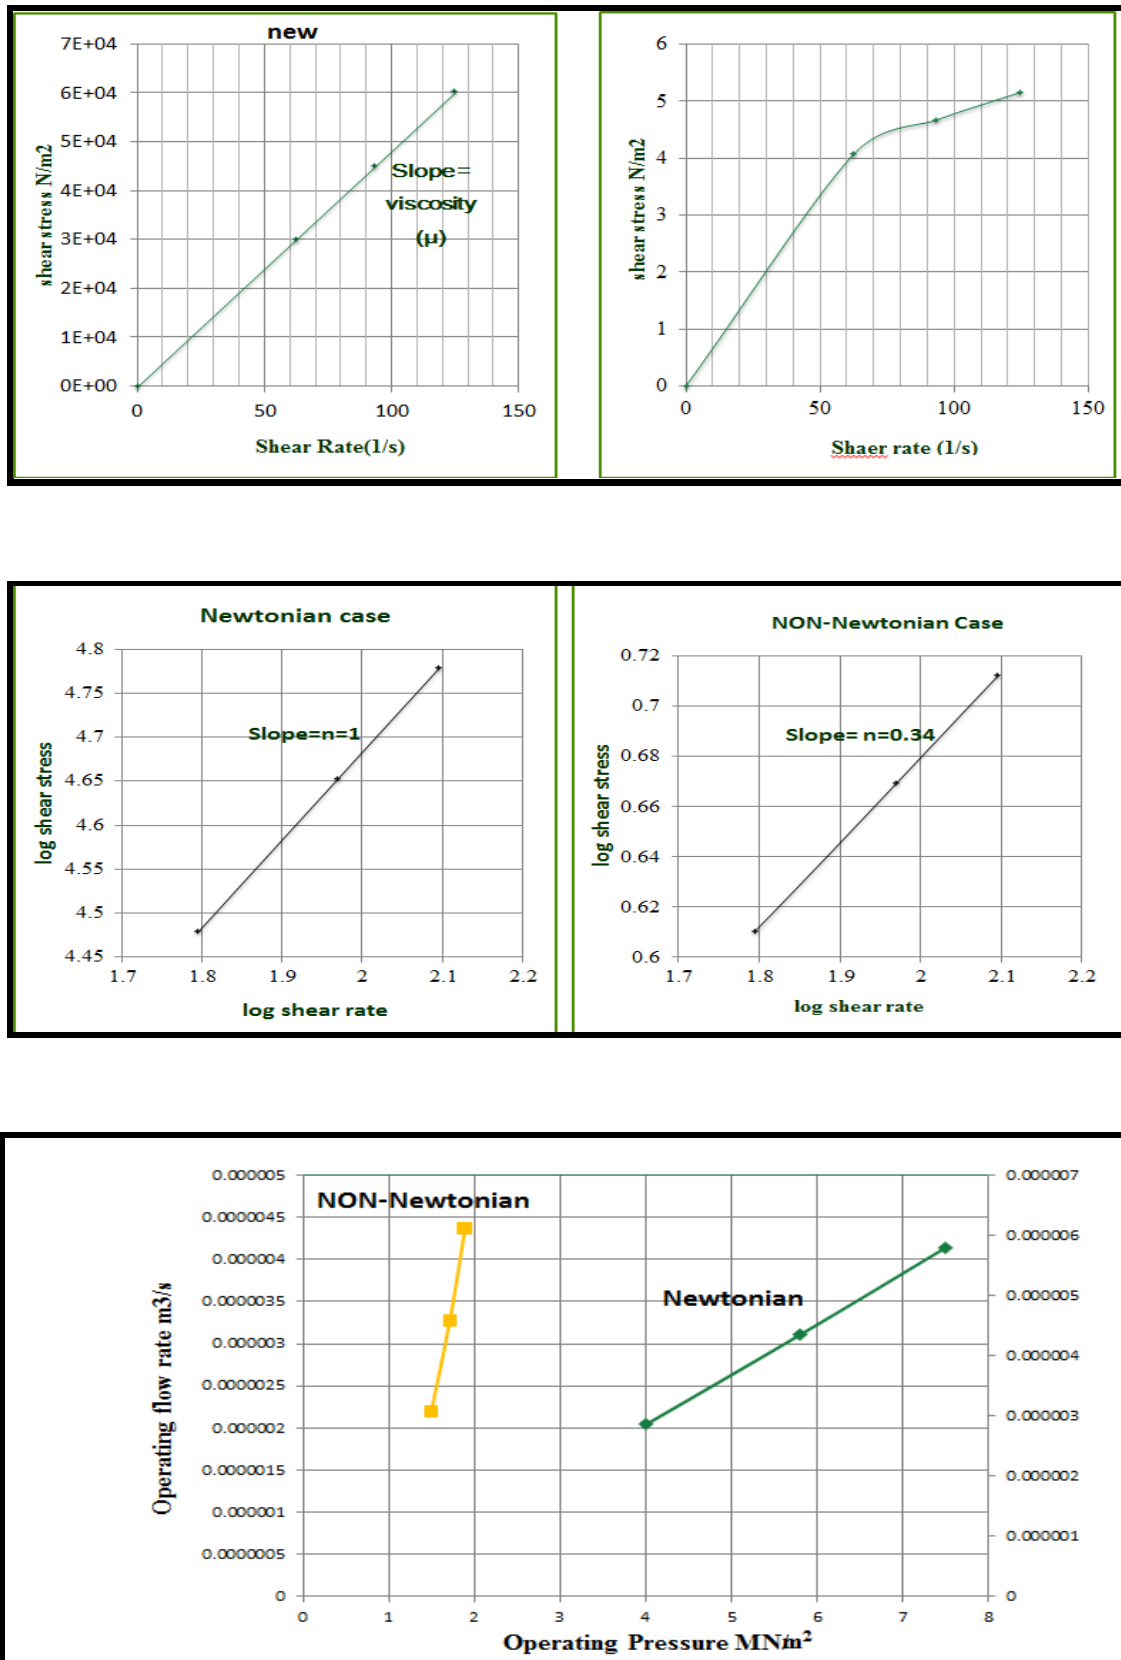 new
7E+04
6E+04
5E+04
4E+04
3E+04
2E+04
1E+04
0E+00
shear stress N/m2
Slope=
viscosity
(μ)
0 50 100 150
Shear Rate(1/s)
6
5
4
3
2
1
0
shear stress N/m2
0 50 100 150
Shaer rate (1/s)
Newtonian case
4.8
4.75
4.7
4.65
4.6
4.55
4.5
4.45
log shear stress
Slope=n=1
1.7 1.8 1.9 2 2.1 2.2
log shear rate
NON-Newtonian Case
0.72
0.7
0.68
0.66
0.64
0.62
0.6
log shear stress
Slope= n=0.34
1.7 1.8 1.9 2 2.1 2.2
log shear rate
0.000005
0.0000045
0.000004
0.0000035
0.000003
0.0000025
0.000002
0.0000015
0.000001
0.0000005
0
Operating flow rate m3/s
NON-Newtonian
Newtonian
0.000007
0.000006
0.000005
0.000004
0.000003
0.000002
0.000001
0
0 1 2 3 4 5 6 7 8
Operating Pressure MN/m²